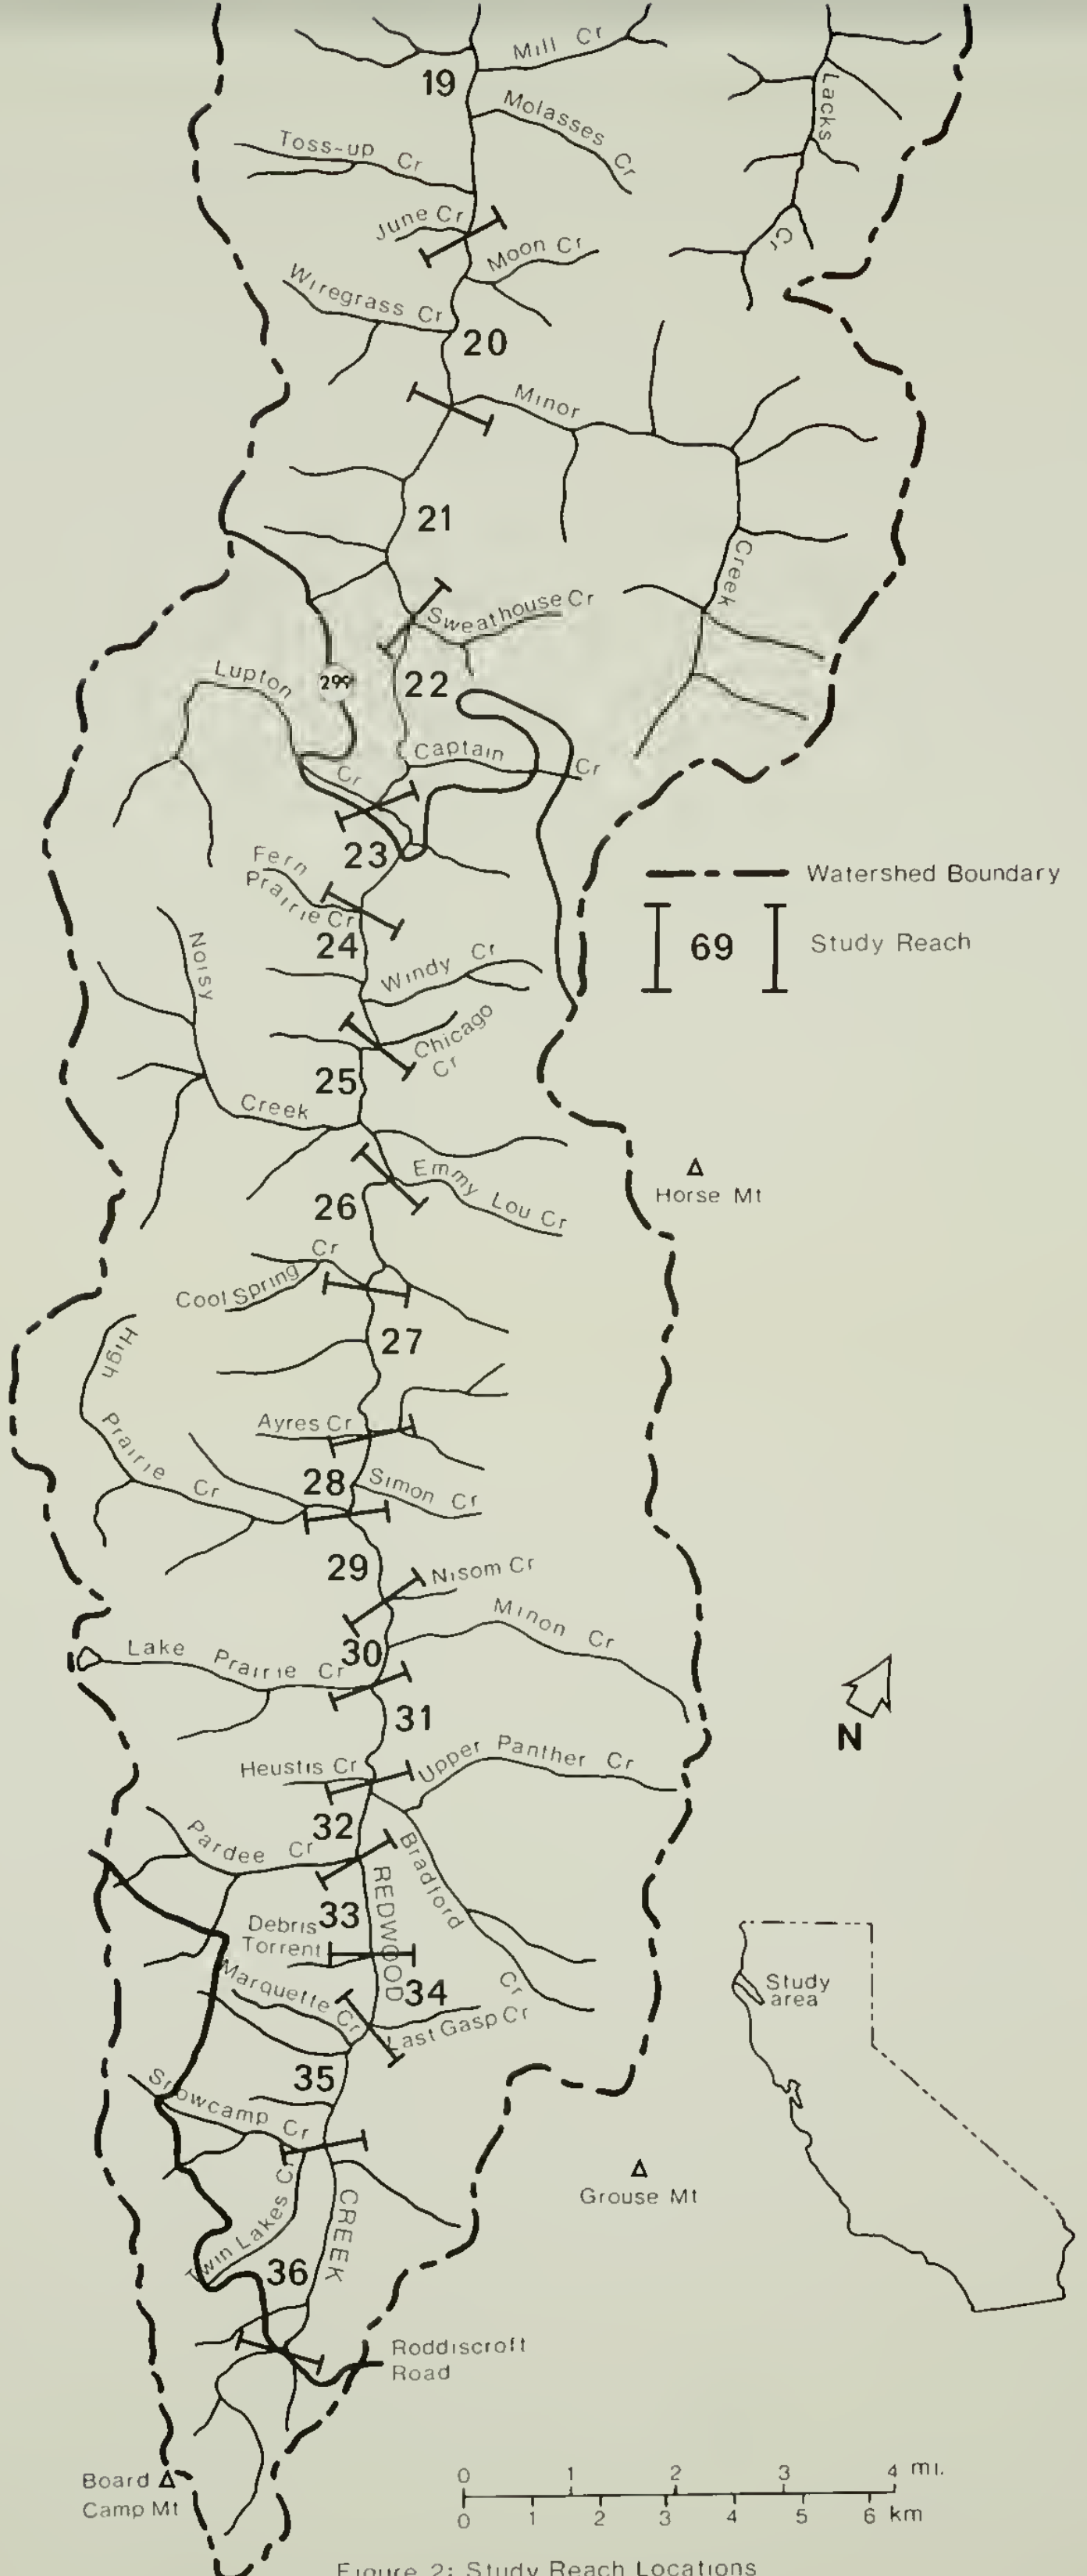 Mill Cr
19
Lacks
Cr
Molasses Cr
Toss-up Cr
June Cr
Moon Cr
Wiregrass Cr
20
Minor
Creek
21
Sweathouse Cr
22
299
Lupton
Cr
Captain Cr
23
Fern
Prairie Cr
Watershed Boundary
69 Study Reach
24
Noisy
Creek
Windy Cr
Chicago
Cr
25
Horse Mt
Emmy Lou Cr
26
Cool Spring Cr
27
High
Prairie Cr
Ayres Cr
28
Simon Cr
29
Nisom Cr
Minon Cr
30
Lake Prairie Cr
31
N
Heustis Cr
Upper Panther Cr
32
Pardee Cr
Bradford Cr
REDWOOD
33
Debris
Torrent
34
Marquette Cr
Last Gasp Cr
Study
area
35
Snowcamp Cr
Grouse Mt
Twin Lakes Cr
CREEK
36
Roddiscroft
Road
Board
Camp Mt
0 1 2 3 4 mi.
0 1 2 3 4 5 6 km
Figure 2: Study Reach Locations